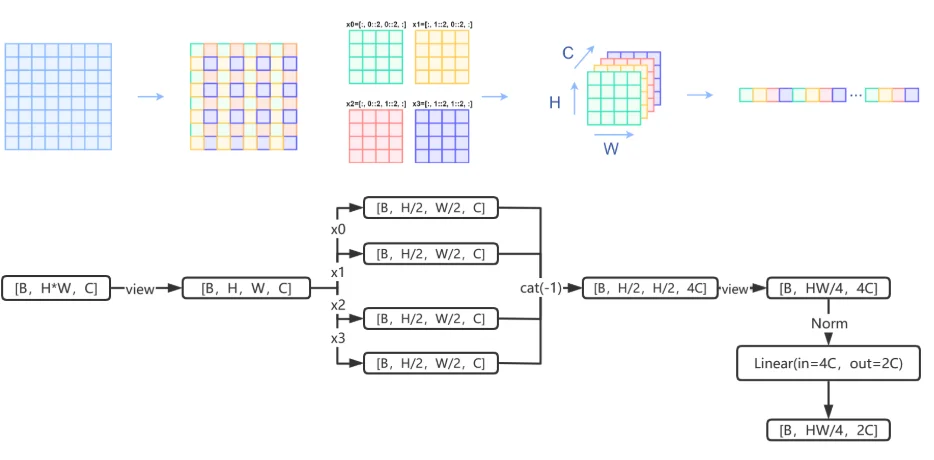 x0=[:, 0::2, 0::2, :] x1=[:, 1::2, 0::2, :]
x2=[:, 0::2, 1::2, :] x3=[:, 1::2, 1::2, :]
C
H
W
...
[B, H/2, W/2, C]
x0
[B, H/2, W/2, C]
x1
[B, H*W, C] view [B, H, W, C] cat(-1) [B, H/2, H/2, 4C] view [B, HW/4, 4C]
x2
[B, H/2, W/2, C]
Norm
x3
[B, H/2, W/2, C]
Linear(in=4C, out=2C)
[B, HW/4, 2C]